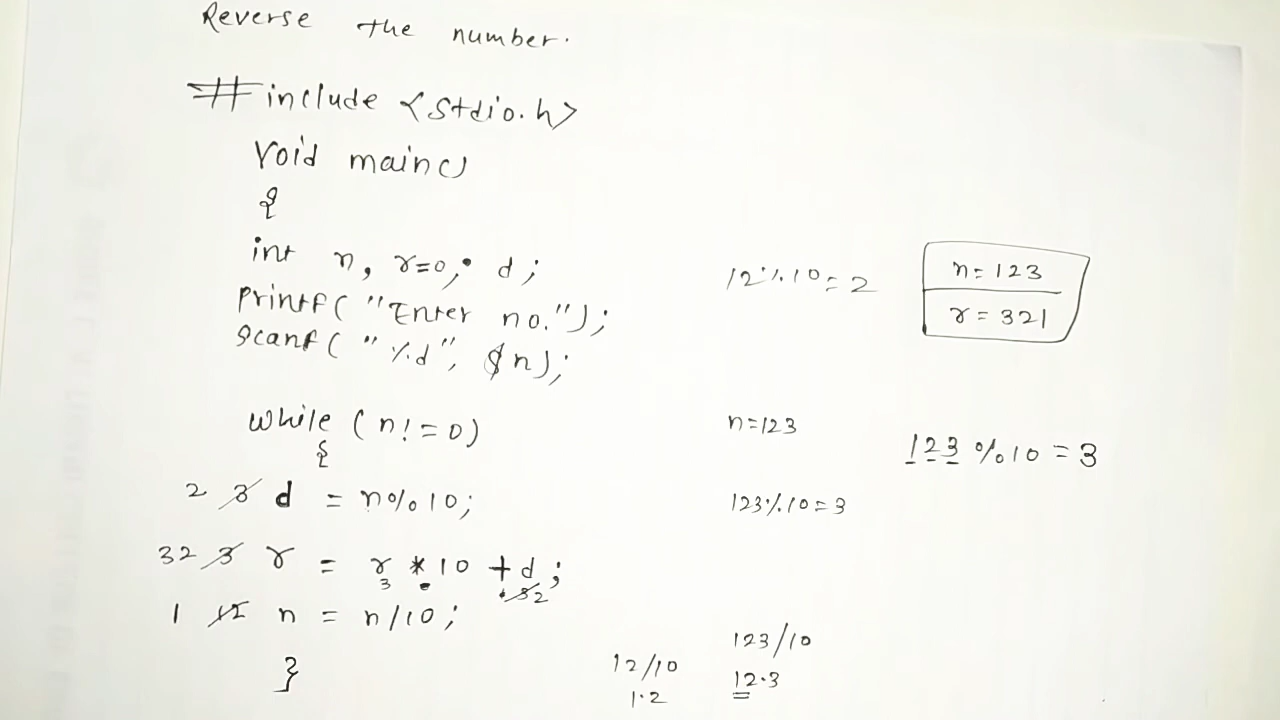 Reverse the number.
#include <stdio.h>
void main()
{
int n, r=0, d;
12%10=2
n=123
r=321
printf("Enter no.");
scanf("%d", &n);
while (n!=0)
{
n=123
123%10=3
2 3 d = n%10;
123%10=3
32 3 r = r*10+d;
3
32
1 12 n = n/10;
}
12/10
1.2
123/10
12.3